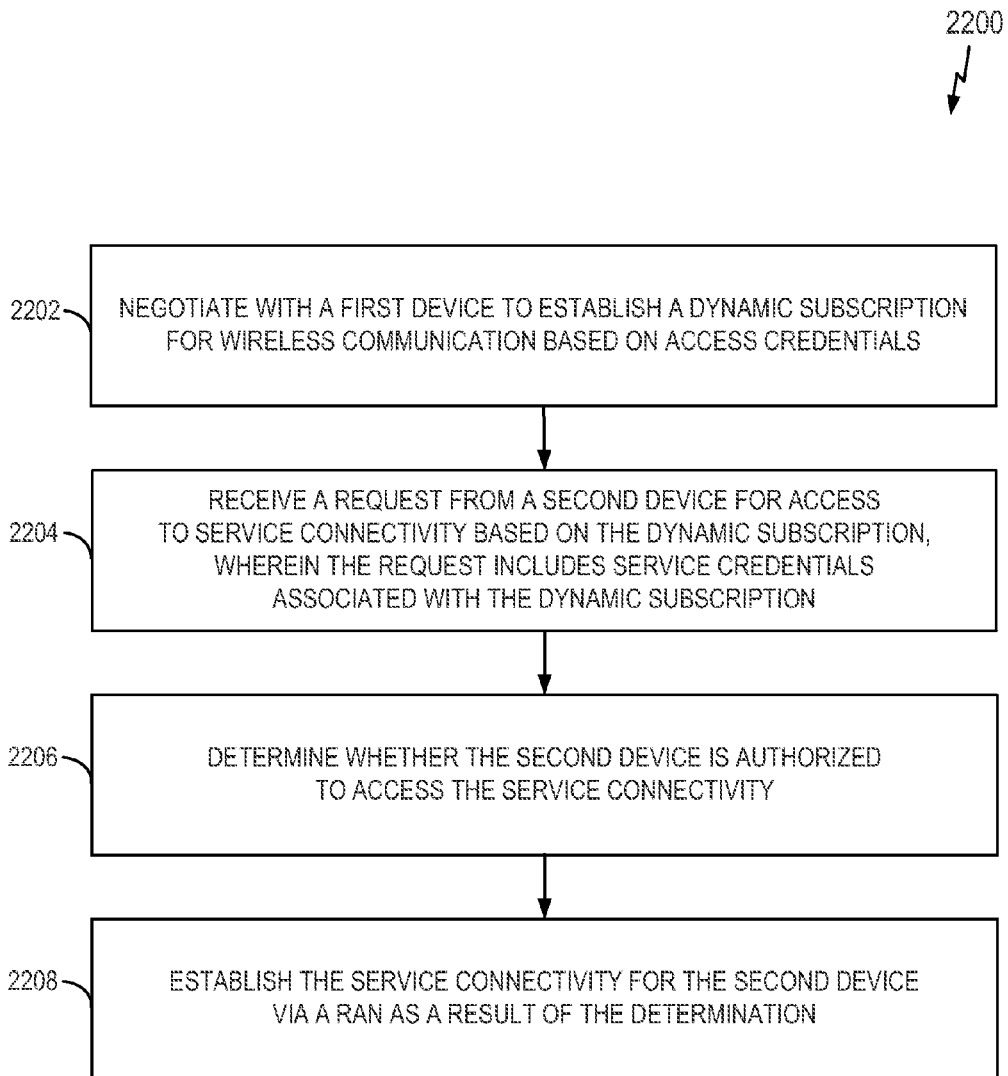 2200
2202
NEGOTIATE WITH A FIRST DEVICE TO ESTABLISH A DYNAMIC SUBSCRIPTION
FOR WIRELESS COMMUNICATION BASED ON ACCESS CREDENTIALS
2204
RECEIVE A REQUEST FROM A SECOND DEVICE FOR ACCESS
TO SERVICE CONNECTIVITY BASED ON THE DYNAMIC SUBSCRIPTION,
WHEREIN THE REQUEST INCLUDES SERVICE CREDENTIALS
ASSOCIATED WITH THE DYNAMIC SUBSCRIPTION
2206
DETERMINE WHETHER THE SECOND DEVICE IS AUTHORIZED
TO ACCESS THE SERVICE CONNECTIVITY
2208
ESTABLISH THE SERVICE CONNECTIVITY FOR THE SECOND DEVICE
VIA A RAN AS A RESULT OF THE DETERMINATION